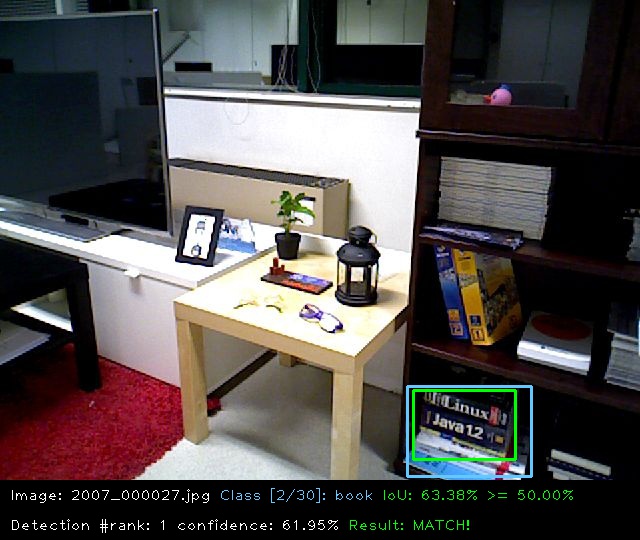 Linux
Java 1.2
Image: 2007_000027.jpg Class [2/30]: book IoU: 63.38% >= 50.00%
Detection #rank: 1 confidence: 61.95% Result: MATCH!